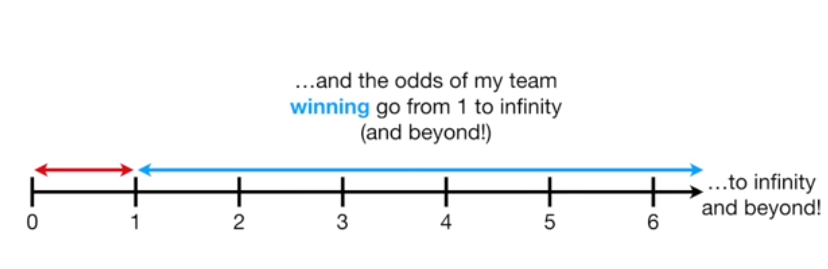 ...and the odds of my team
winning go from 1 to infinity
(and beyond!)
...to infinity
and beyond!
0 1 2 3 4 5 6